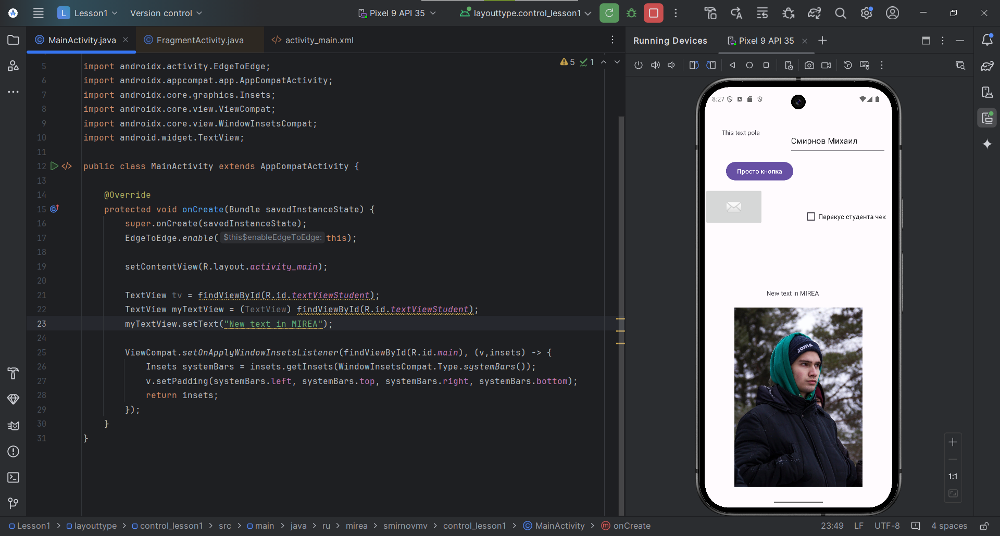 Lesson1
Version control
Pixel 9 API 35
layouttype.control_lesson1
MainActivity.java
FragmentActivity.java
activity_main.xml
5 1
5 import androidx.activity.EdgeToEdge;
6 import androidx.appcompat.app.AppCompatActivity;
7 import androidx.core.graphics.Insets;
8 import androidx.core.view.ViewCompat;
9 import androidx.core.view.WindowInsetsCompat;
10 import android.widget.TextView;
11
12 public class MainActivity extends AppCompatActivity {
13
14 @Override
15 protected void onCreate(Bundle savedInstanceState) {
16 super.onCreate(savedInstanceState);
17 EdgeToEdge.enable( $this$enableEdgeToEdge: this);
18
19 setContentView(R.layout.activity_main);
20
21 TextView tv = findViewById(R.id.textViewStudent);
22 TextView myTextView = (TextView) findViewById(R.id.textViewStudent);
23 myTextView.setText("New text in MIREA");
24
25 ViewCompat.setOnApplyWindowInsetsListener(findViewById(R.id.main), (v,insets) -> {
26 Insets systemBars = insets.getInsets(WindowInsetsCompat.Type.systemBars());
27 v.setPadding(systemBars.left, systemBars.top, systemBars.right, systemBars.bottom);
28 return insets;
29 });
30 }
31 }
Running Devices
Pixel 9 API 35
8:27
This text pole
Смирнов Михаил
Просто кнопка
Перекус студента чек
New text in MIREA
joma
1:1
Lesson1 > layouttype > control_lesson1 > src > main > java > ru > mirea > smirnovmv > control_lesson1 > MainActivity > onCreate
23:49 LF UTF-8 4 spaces